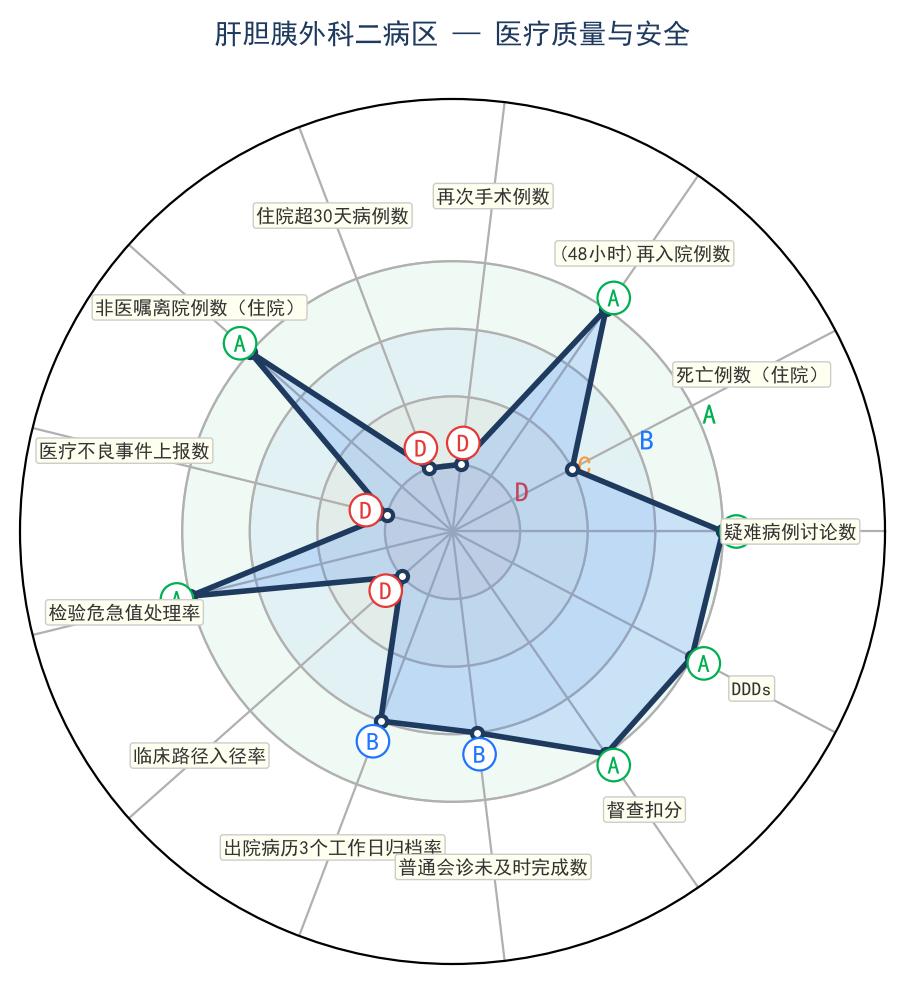 肝胆胰外科二病区 — 医疗质量与安全
再次手术例数
住院超30天病例数
(48小时)再入院例数
A
非医嘱离院例数（住院）
A
死亡例数（住院）
A
B
D
D
医疗不良事件上报数
C
D
D
疑难病例讨论数
A
检验危急值处理率
D
A
DDDs
B
B
A
临床路径入径率
督查扣分
出院病历3个工作日归档率
普通会诊未及时完成数